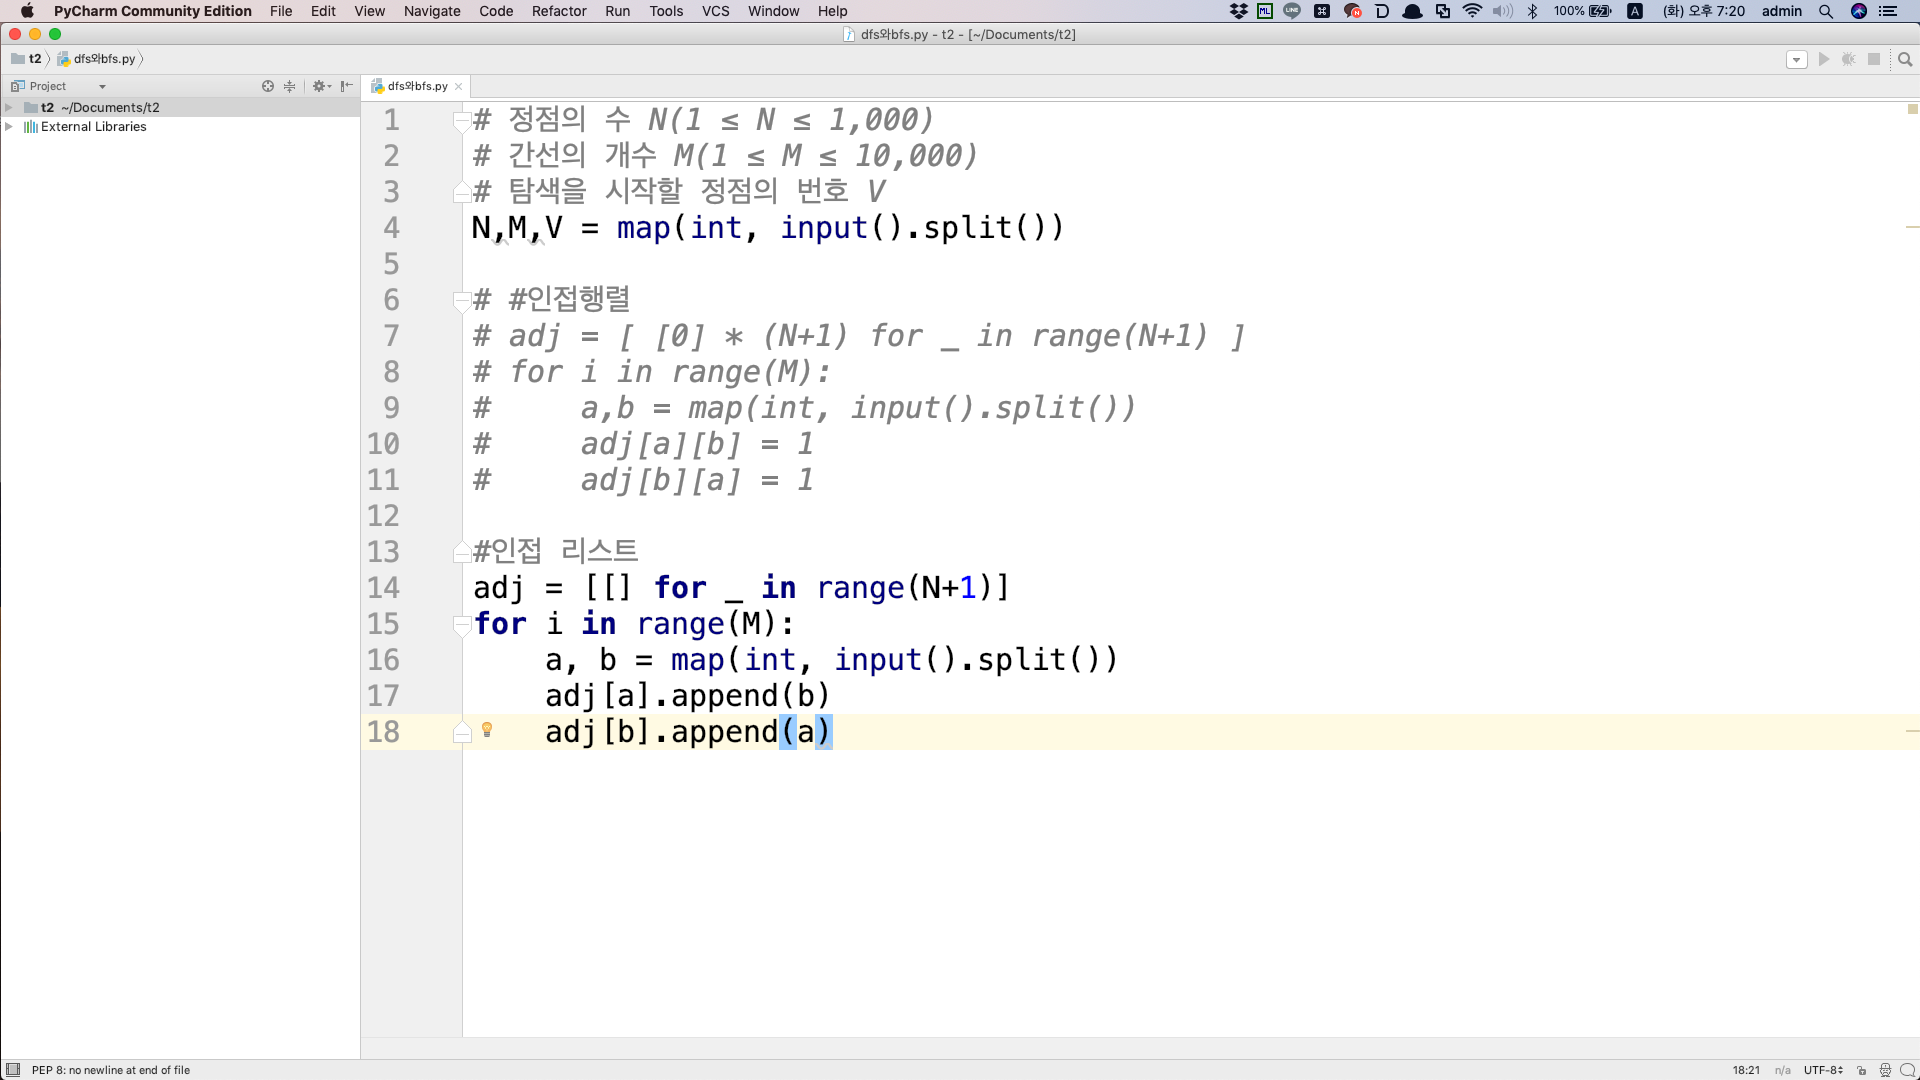 PyCharm Community Edition File Edit View Navigate Code Refactor Run Tools VCS Window Help ML LINE N 100% A (화) 오후 7:20 admin
dfs와bfs.py - t2 - [~/Documents/t2]
t2 dfs와bfs.py
Project
dfs와bfs.py
t2 ~/Documents/t2
External Libraries
1 # 정점의 수 N(1 ≤ N ≤ 1,000)
2 # 간선의 개수 M(1 ≤ M ≤ 10,000)
3 # 탐색을 시작할 정점의 번호 V
4 N,M,V = map(int, input().split())
5
6 # #인접행렬
7 # adj = [ [0] * (N+1) for _ in range(N+1) ]
8 # for i in range(M):
9 #     a,b = map(int, input().split())
10 #     adj[a][b] = 1
11 #     adj[b][a] = 1
12
13 #인접 리스트
14 adj = [[] for _ in range(N+1)]
15 for i in range(M):
16     a, b = map(int, input().split())
17     adj[a].append(b)
18     adj[b].append(a)
PEP 8: no newline at end of file 18:21 n/a UTF-8